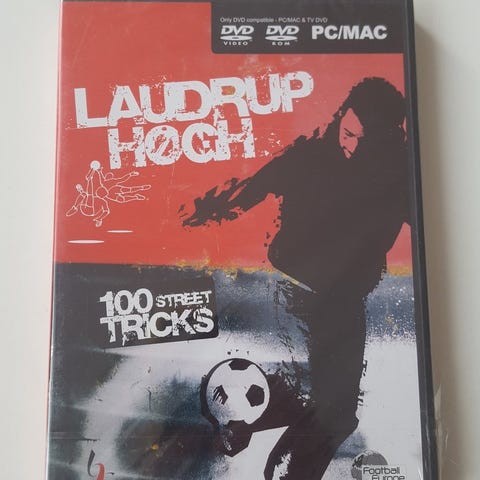 Only DVD compatible - PC/MAC & TV DVD
DVD VIDEO DVD ROM PC/MAC
LAUDRUP
HØGH
100 STREET
TRICKS
Football
Europe